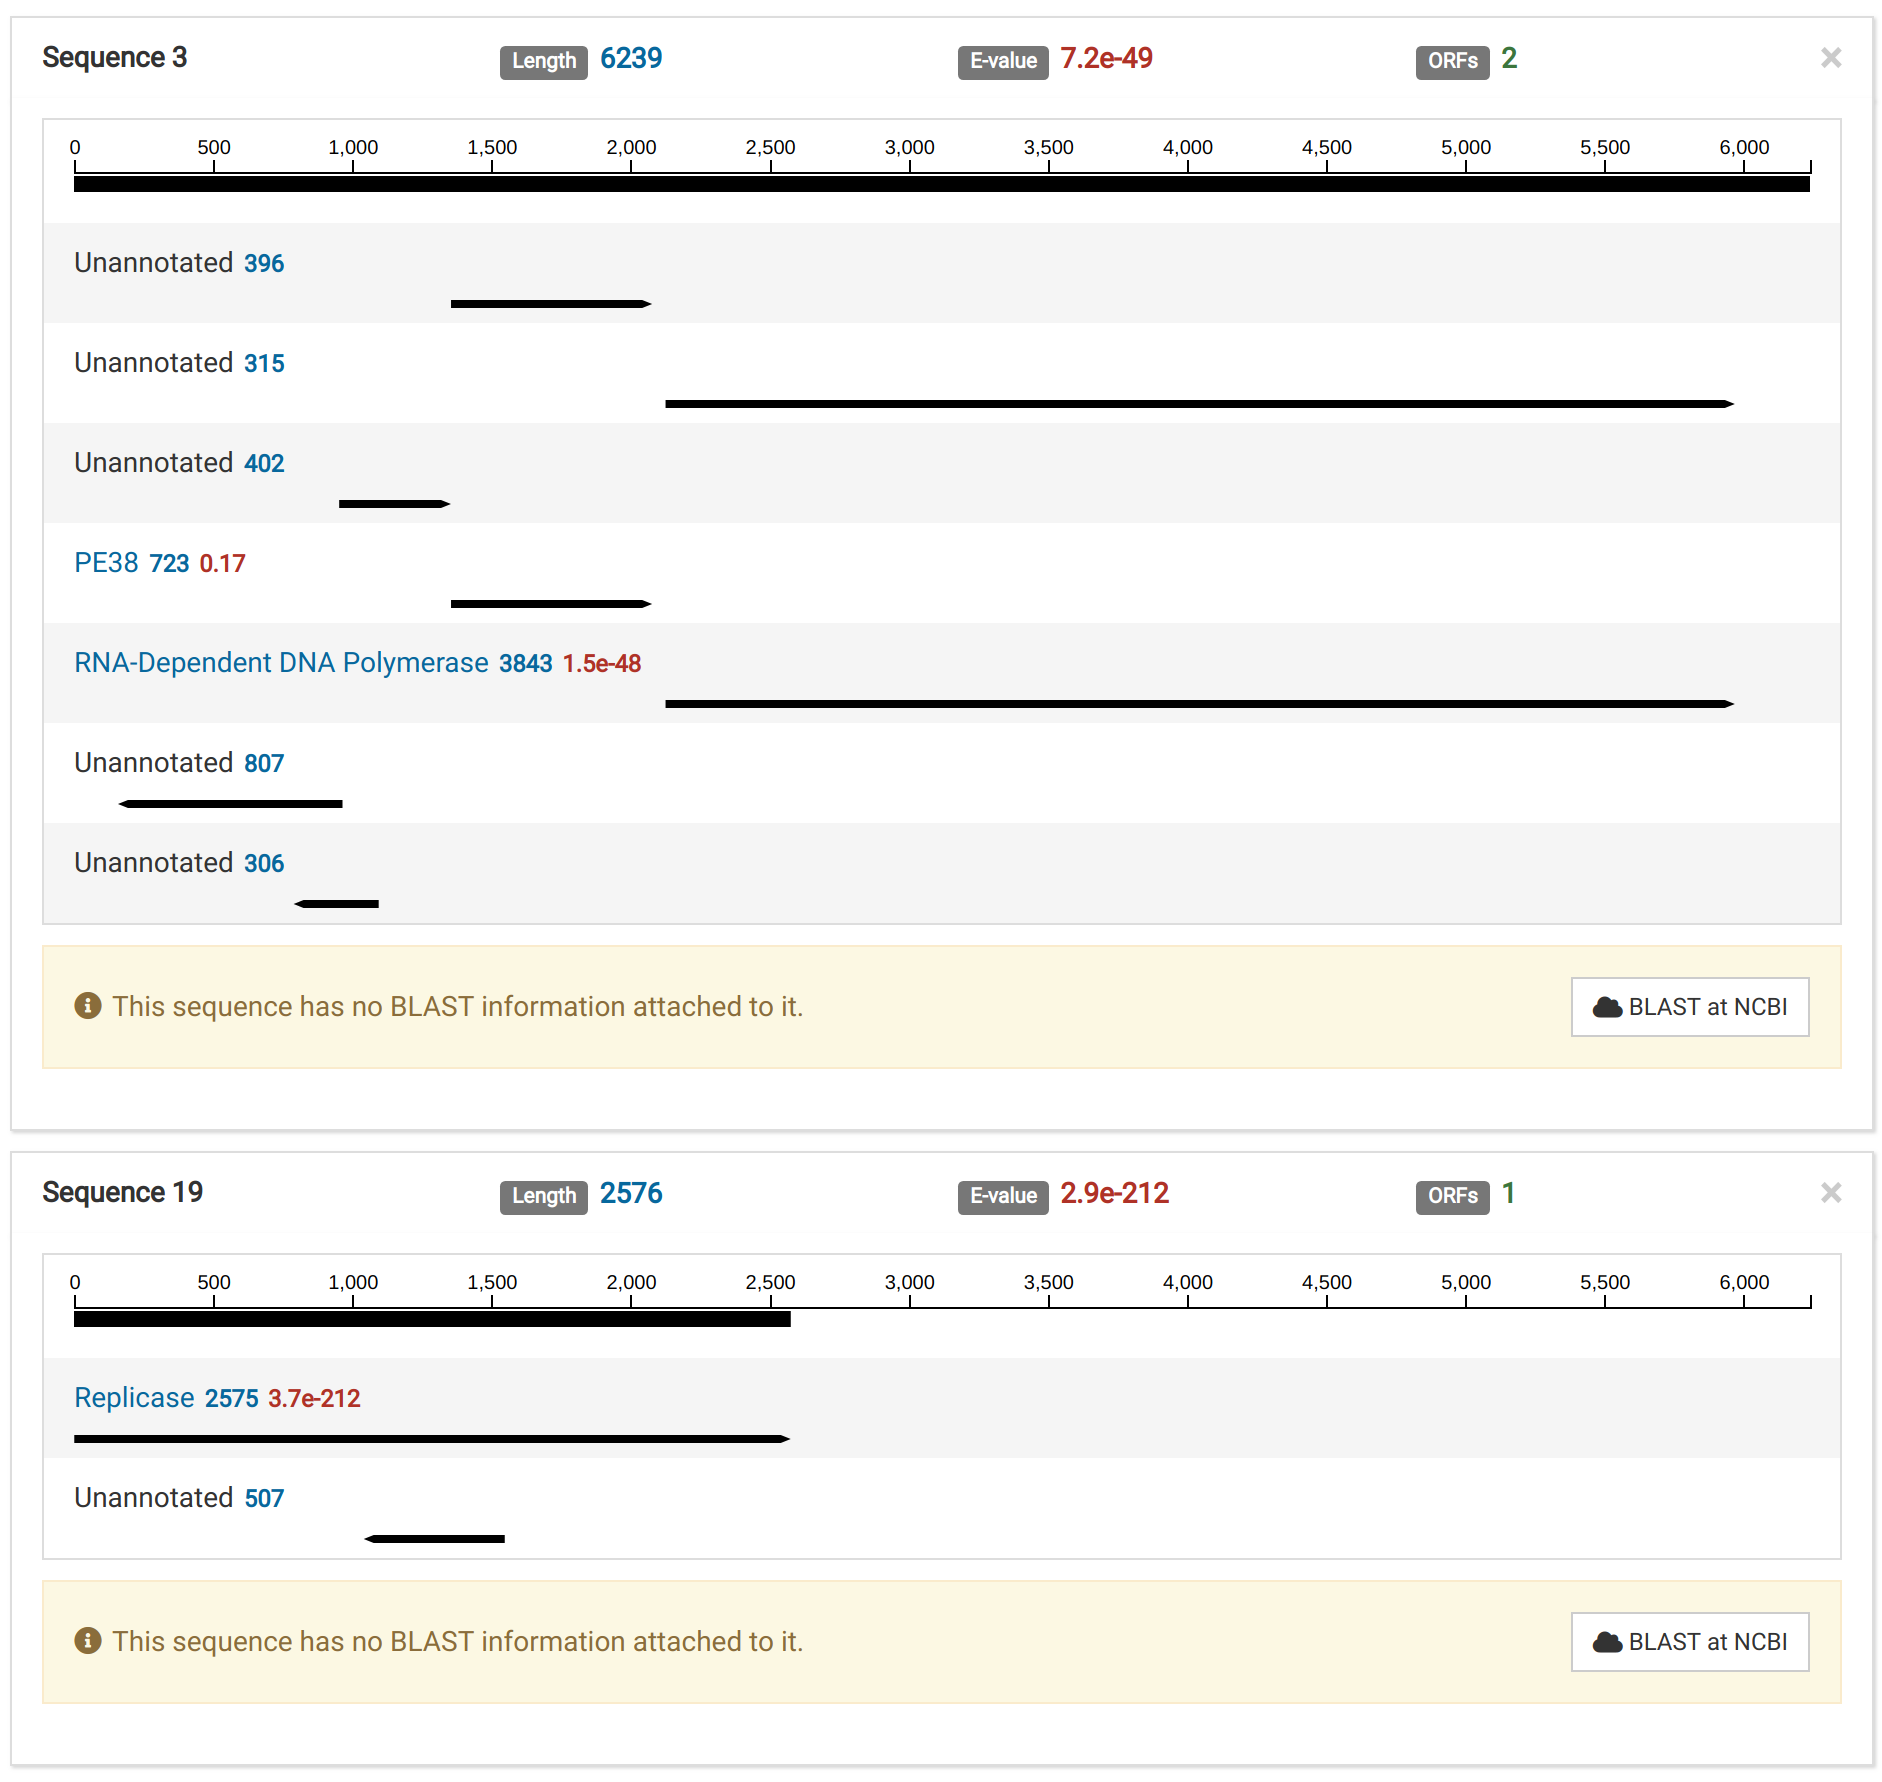 Sequence 3 Length 6239 E-value 7.2e-49 ORFs 2 ×
0 500 1,000 1,500 2,000 2,500 3,000 3,500 4,000 4,500 5,000 5,500 6,000
Unannotated 396
Unannotated 315
Unannotated 402
PE38 723 0.17
RNA-Dependent DNA Polymerase 3843 1.5e-48
Unannotated 807
Unannotated 306
This sequence has no BLAST information attached to it. BLAST at NCBI
Sequence 19 Length 2576 E-value 2.9e-212 ORFs 1 ×
0 500 1,000 1,500 2,000 2,500 3,000 3,500 4,000 4,500 5,000 5,500 6,000
Replicase 2575 3.7e-212
Unannotated 507
This sequence has no BLAST information attached to it. BLAST at NCBI